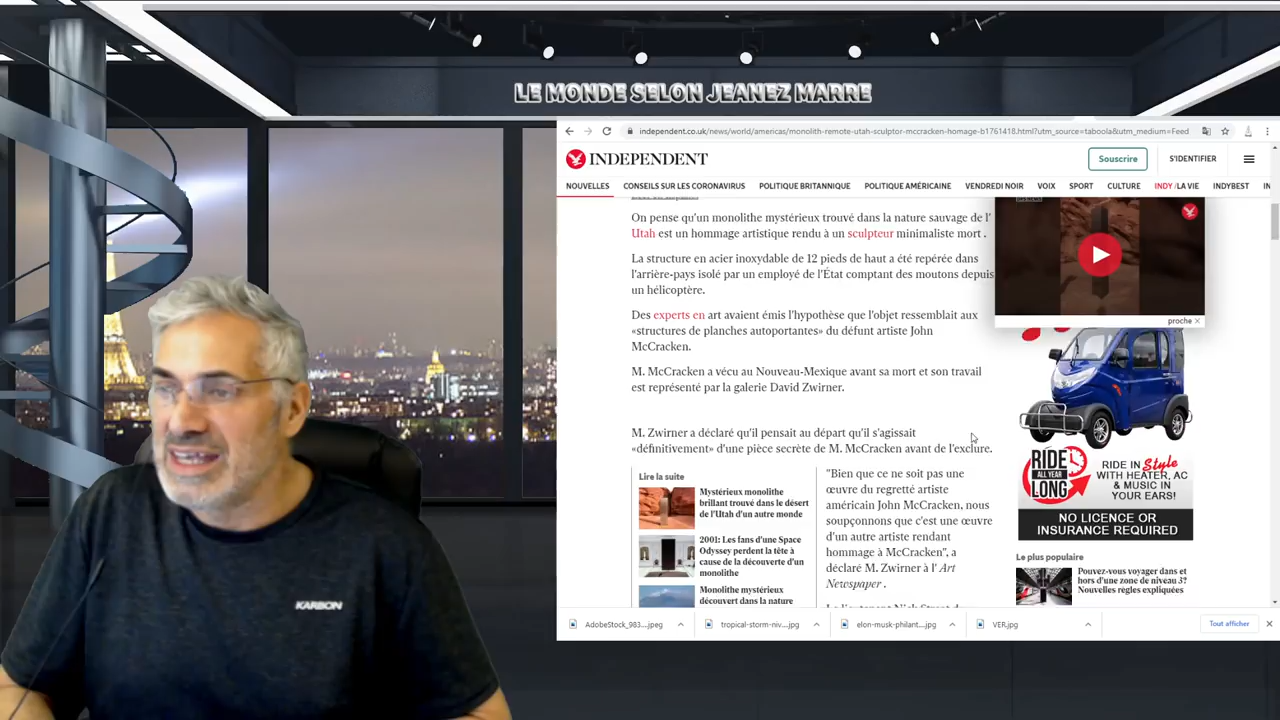 LE MONDE SELON JEANEZ MARRE
independent.co.uk/news/world/americas/monolith-remote-utah-sculptor-mccracken-homage-b1761418.html?utm_source=taboola&utm_medium=Feed
INDEPENDENT
Souscrire
S'IDENTIFIER
NOUVELLES CONSEILS SUR LES CORONAVIRUS POLITIQUE BRITANNIQUE POLITIQUE AMÉRICAINE VENDREDI NOIR VOIX SPORT CULTURE INDY /LA VIE INDYBEST IN
On pense qu'un monolithe mystérieux trouvé dans la nature sauvage de l'
Utah est un hommage artistique rendu à un sculpteur minimaliste mort .
La structure en acier inoxydable de 12 pieds de haut a été repérée dans
l'arrière-pays isolé par un employé de l'État comptant des moutons depuis
un hélicoptère.
Des experts en art avaient émis l'hypothèse que l'objet ressemblait aux
«structures de planches autoportantes» du défunt artiste John
McCracken.
M. McCracken a vécu au Nouveau-Mexique avant sa mort et son travail
est représenté par la galerie David Zwirner.
M. Zwirner a déclaré qu'il pensait au départ qu'il s'agissait
«définitivement» d'une pièce secrète de M. McCracken avant de l'exclure.
Lire la suite
Mystérieux monolithe
brillant trouvé dans le désert
de l'Utah d'un autre monde
2001: Les fans d'une Space
Odyssey perdent la tête à
cause de la découverte d'un
monolithe
Monolithe mystérieux
découvert dans la nature
"Bien que ce ne soit pas une
œuvre du regretté artiste
américain John McCracken, nous
soupçonnons que c'est une œuvre
d'un autre artiste rendant
hommage à McCracken", a
déclaré M. Zwirner à l' Art
Newspaper .
proche ×
RIDE
ALL YEAR
LONG
RIDE IN Style
WITH HEATER, AC
& MUSIC IN
YOUR EARS!
NO LICENCE OR
INSURANCE REQUIRED
Le plus populaire
Pouvez-vous voyager dans et
hors d'une zone de niveau 3?
Nouvelles règles expliquées
AdobeStock_983....jpeg
tropical-storm-niv....jpg
elon-musk-philant....jpg
VER.jpg
Tout afficher
KARBON